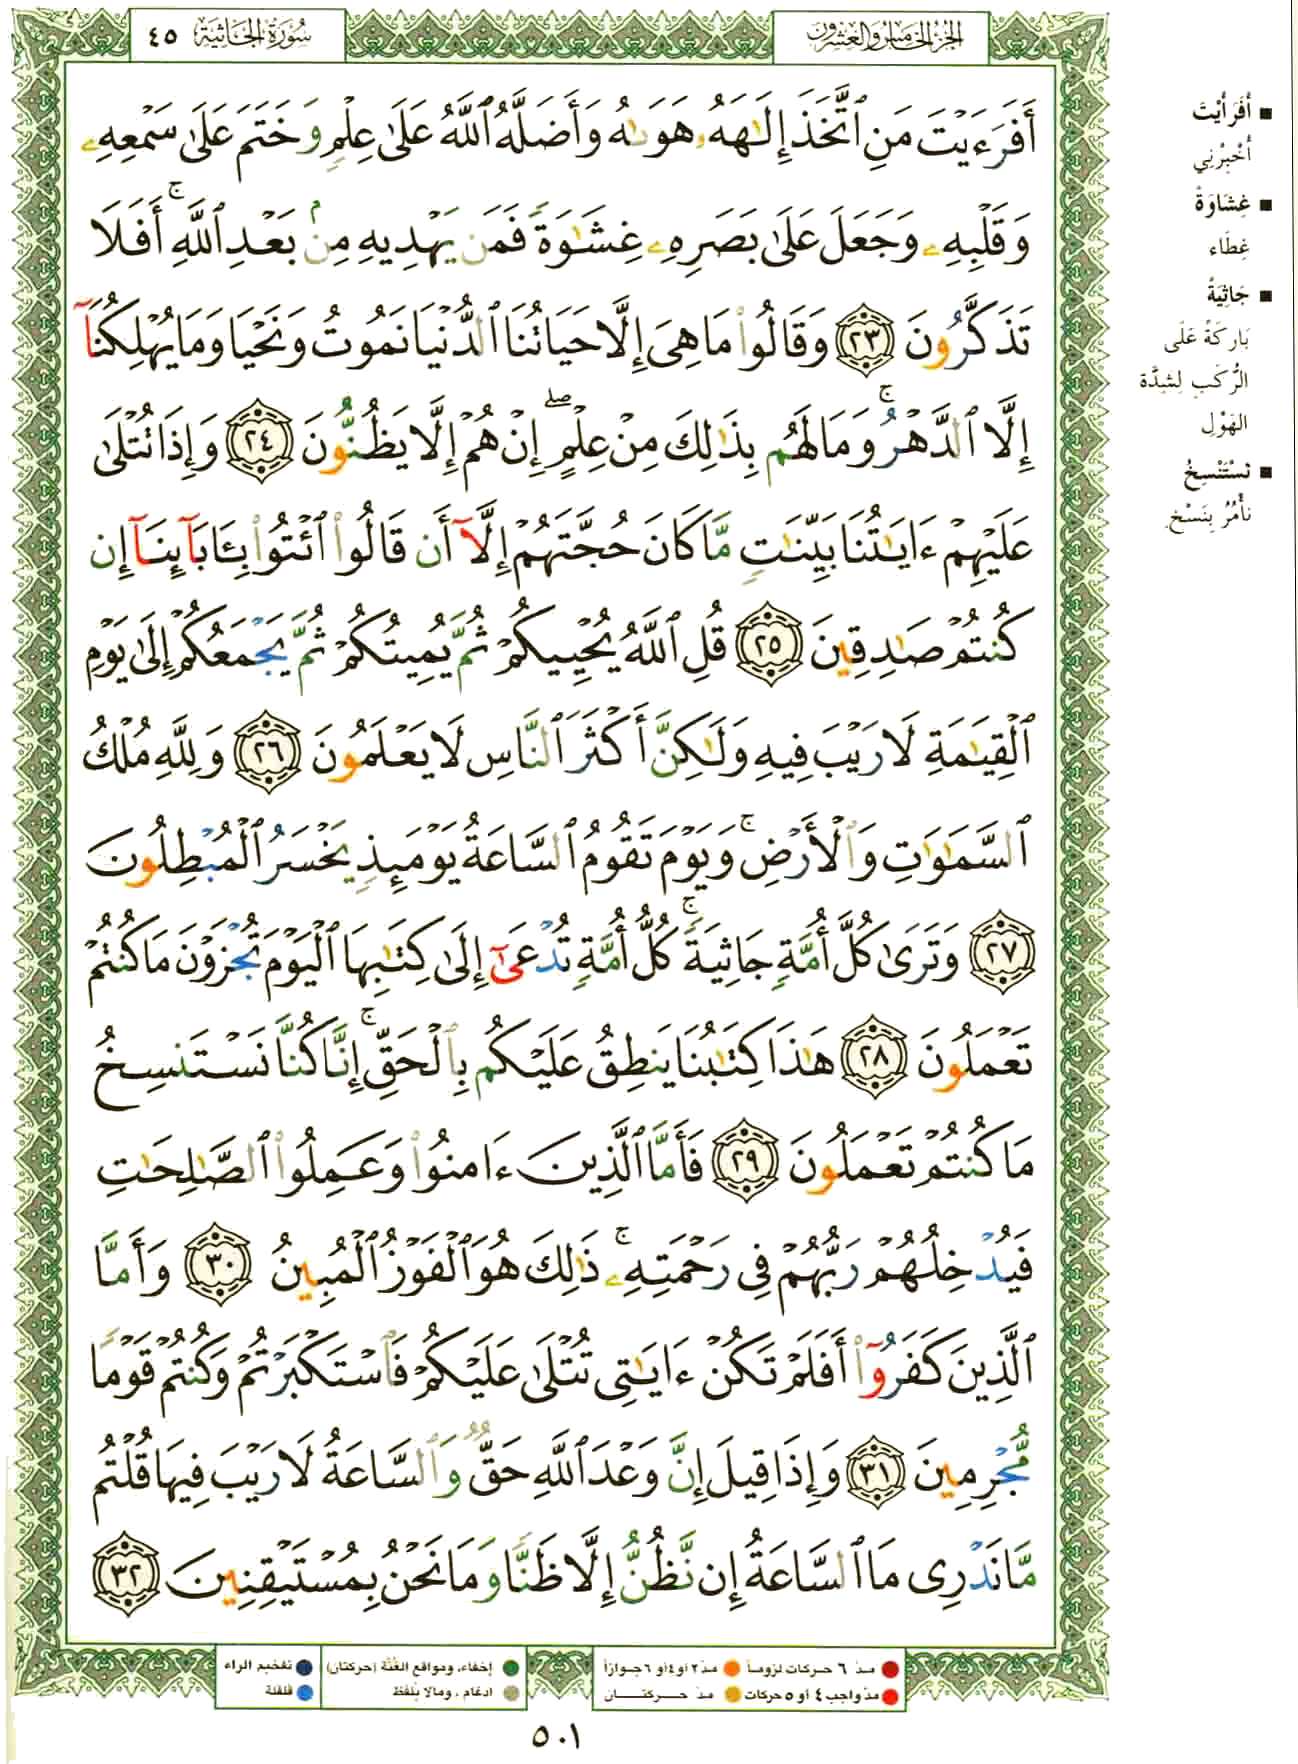 الجزء الخامس والعشرون
سورة الجاثية ٤٥
أَفَرَءَيْتَ مَنِ ٱتَّخَذَ إِلَـٰهَهُۥ هَوَىٰهُ وَأَضَلَّهُ ٱللَّهُ عَلَىٰ عِلْمٍ وَخَتَمَ عَلَىٰ سَمْعِهِۦ
وَقَلْبِهِۦ وَجَعَلَ عَلَىٰ بَصَرِهِۦ غِشَـٰوَةً فَمَن يَهْدِيهِ مِنۢ بَعْدِ ٱللَّهِ ۚ أَفَلَا
تَذَكَّرُونَ ٢٣ وَقَالُوا۟ مَا هِىَ إِلَّا حَيَاتُنَا ٱلدُّنْيَا نَمُوتُ وَنَحْيَا وَمَا يُهْلِكُنَآ
إِلَّا ٱلدَّهْرُ ۚ وَمَا لَهُم بِذَٰلِكَ مِنْ عِلْمٍ ۖ إِنْ هُمْ إِلَّا يَظُنُّونَ ٢٤ وَإِذَا تُتْلَىٰ
عَلَيْهِمْ ءَايَـٰتُنَا بَيِّنَـٰتٍ مَّا كَانَ حُجَّتَهُمْ إِلَّآ أَن قَالُوا۟ ٱئْتُوا۟ بِـَٔابَآئِنَآ إِن
كُنتُمْ صَـٰدِقِينَ ٢٥ قُلِ ٱللَّهُ يُحْيِيكُمْ ثُمَّ يُمِيتُكُمْ ثُمَّ يَجْمَعُكُمْ إِلَىٰ يَوْمِ
ٱلْقِيَـٰمَةِ لَا رَيْبَ فِيهِ وَلَـٰكِنَّ أَكْثَرَ ٱلنَّاسِ لَا يَعْلَمُونَ ٢٦ وَلِلَّهِ مُلْكُ
ٱلسَّمَـٰوَٰتِ وَٱلْأَرْضِ ۚ وَيَوْمَ تَقُومُ ٱلسَّاعَةُ يَوْمَئِذٍ يَخْسَرُ ٱلْمُبْطِلُونَ
٢٧ وَتَرَىٰ كُلَّ أُمَّةٍ جَاثِيَةً ۚ كُلُّ أُمَّةٍ تُدْعَىٰٓ إِلَىٰ كِتَـٰبِهَا ٱلْيَوْمَ تُجْزَوْنَ مَا كُنتُمْ
تَعْمَلُونَ ٢٨ هَـٰذَا كِتَـٰبُنَا يَنطِقُ عَلَيْكُم بِٱلْحَقِّ ۚ إِنَّا كُنَّا نَسْتَنسِخُ
مَا كُنتُمْ تَعْمَلُونَ ٢٩ فَأَمَّا ٱلَّذِينَ ءَامَنُوا۟ وَعَمِلُوا۟ ٱلصَّـٰلِحَـٰتِ
فَيُدْخِلُهُمْ رَبُّهُمْ فِى رَحْمَتِهِۦ ۚ ذَٰلِكَ هُوَ ٱلْفَوْزُ ٱلْمُبِينُ ٣٠ وَأَمَّا
ٱلَّذِينَ كَفَرُوٓا۟ أَفَلَمْ تَكُنْ ءَايَـٰتِى تُتْلَىٰ عَلَيْكُمْ فَٱسْتَكْبَرْتُمْ وَكُنتُمْ قَوْمًا
مُّجْرِمِينَ ٣١ وَإِذَا قِيلَ إِنَّ وَعْدَ ٱللَّهِ حَقٌّ وَٱلسَّاعَةُ لَا رَيْبَ فِيهَا قُلْتُم
مَّا نَدْرِى مَا ٱلسَّاعَةُ إِن نَّظُنُّ إِلَّا ظَنًّا وَمَا نَحْنُ بِمُسْتَيْقِنِينَ ٣٢
أَفَرَأَيْتَ
أَخْبِرْنِي
غِشَاوَةً
غِطَاء
جَاثِيَةً
بَارِكَةً عَلَى
الرُّكَبِ لِشِدَّة
الهَوْلِ
نَسْتَنْسِخُ
نَأْمُرُ بِنَسْخِ.
مدّ ٦ حركات لزوماً
مدّ ٢ أو ٤ أو ٦ جوازاً
مدّ واجب ٤ أو ٥ حركات
مدّ حركتان
إخفاء، ومواقع الغُنَّة (حركتان)
ادغام، ومالا يُلفَظ
تفخيم الراء
قلقلة
٥٠١